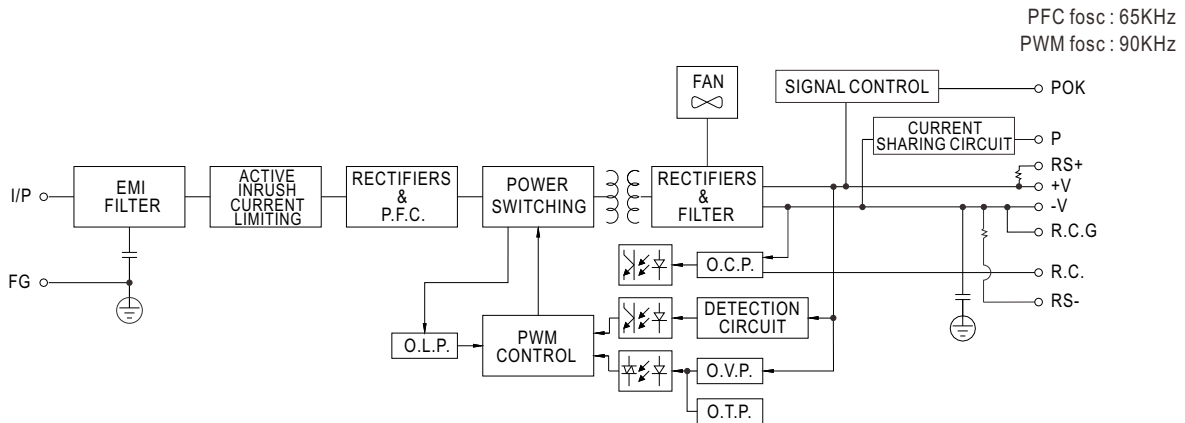 PFC fosc : 65KHz
PWM fosc : 90KHz
FAN
SIGNAL CONTROL
POK
CURRENT
SHARING CIRCUIT
P
RS+
I/P
EMI
FILTER
ACTIVE
INRUSH
CURRENT
LIMITING
RECTIFIERS
&
P.F.C.
POWER
SWITCHING
RECTIFIERS
&
FILTER
+V
-V
R.C.G
O.C.P.
R.C.
FG
RS-
DETECTION
CIRCUIT
O.L.P.
PWM
CONTROL
O.V.P.
O.T.P.